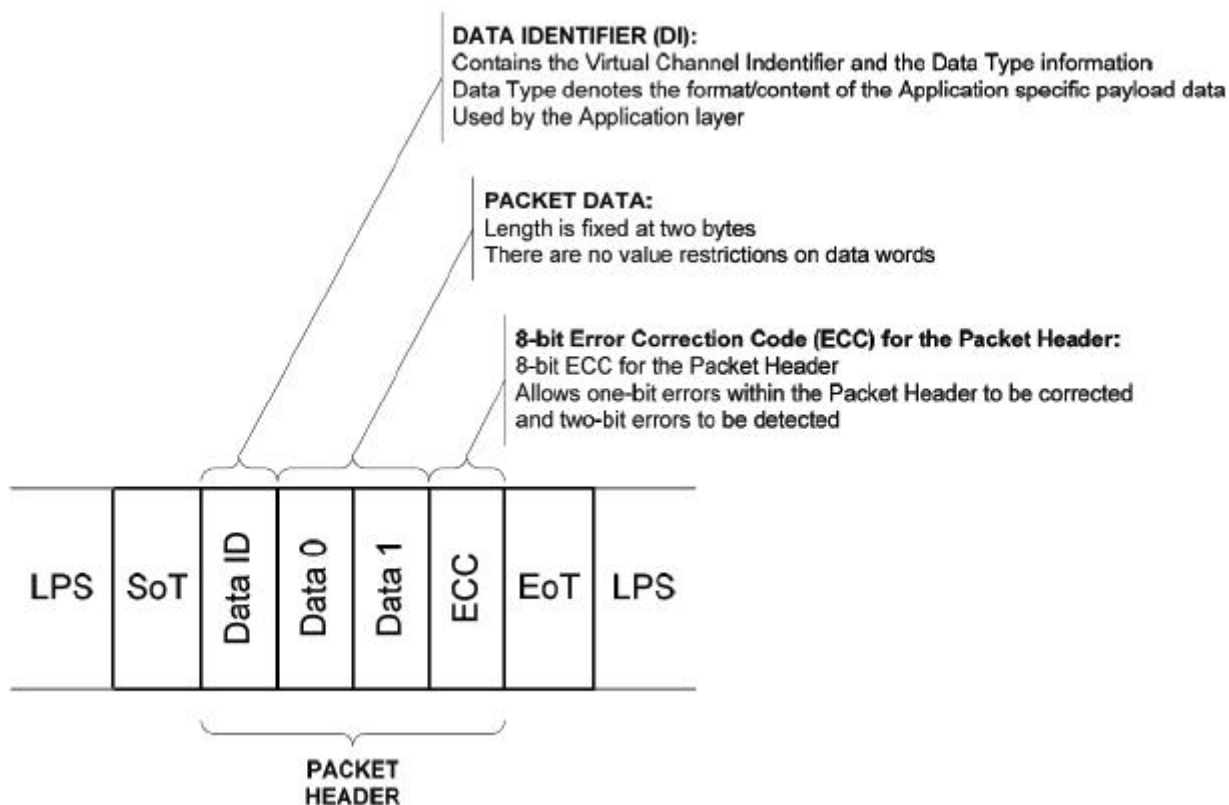 DATA IDENTIFIER (DI):
Contains the Virtual Channel Indentifier and the Data Type information
Data Type denotes the format/content of the Application specific payload data
Used by the Application layer
PACKET DATA:
Length is fixed at two bytes
There are no value restrictions on data words
8-bit Error Correction Code (ECC) for the Packet Header:
8-bit ECC for the Packet Header
Allows one-bit errors within the Packet Header to be corrected
and two-bit errors to be detected
LPS
SoT
Data ID
Data 0
Data 1
ECC
EoT
LPS
PACKET
HEADER